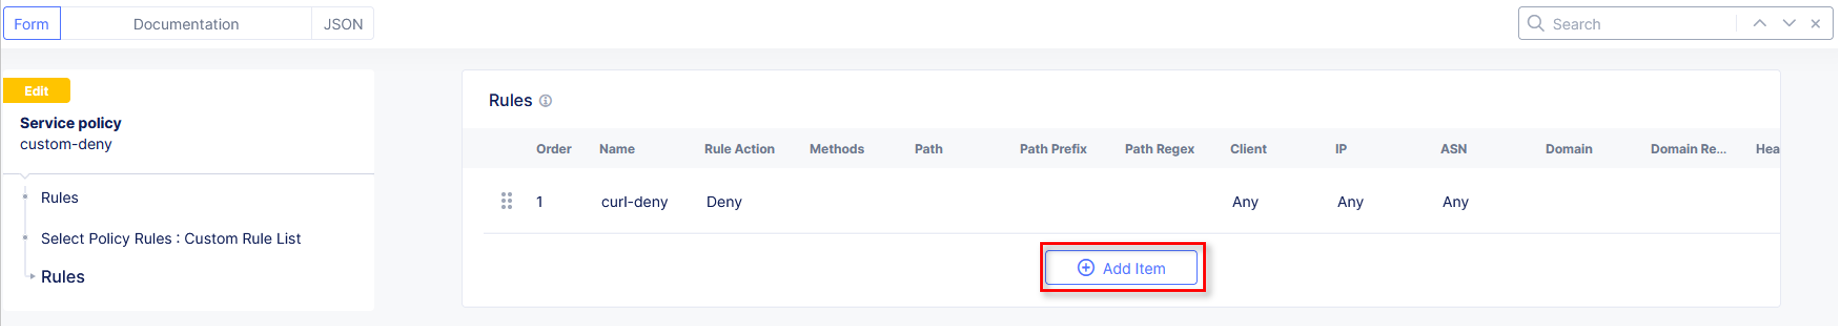 Form Documentation JSON Search
Edit
Service policy
custom-deny
Rules
Select Policy Rules : Custom Rule List
Rules
Rules
Order Name Rule Action Methods Path Path Prefix Path Regex Client IP ASN Domain Domain Re... Hea
1 curl-deny Deny Any Any Any
Add Item